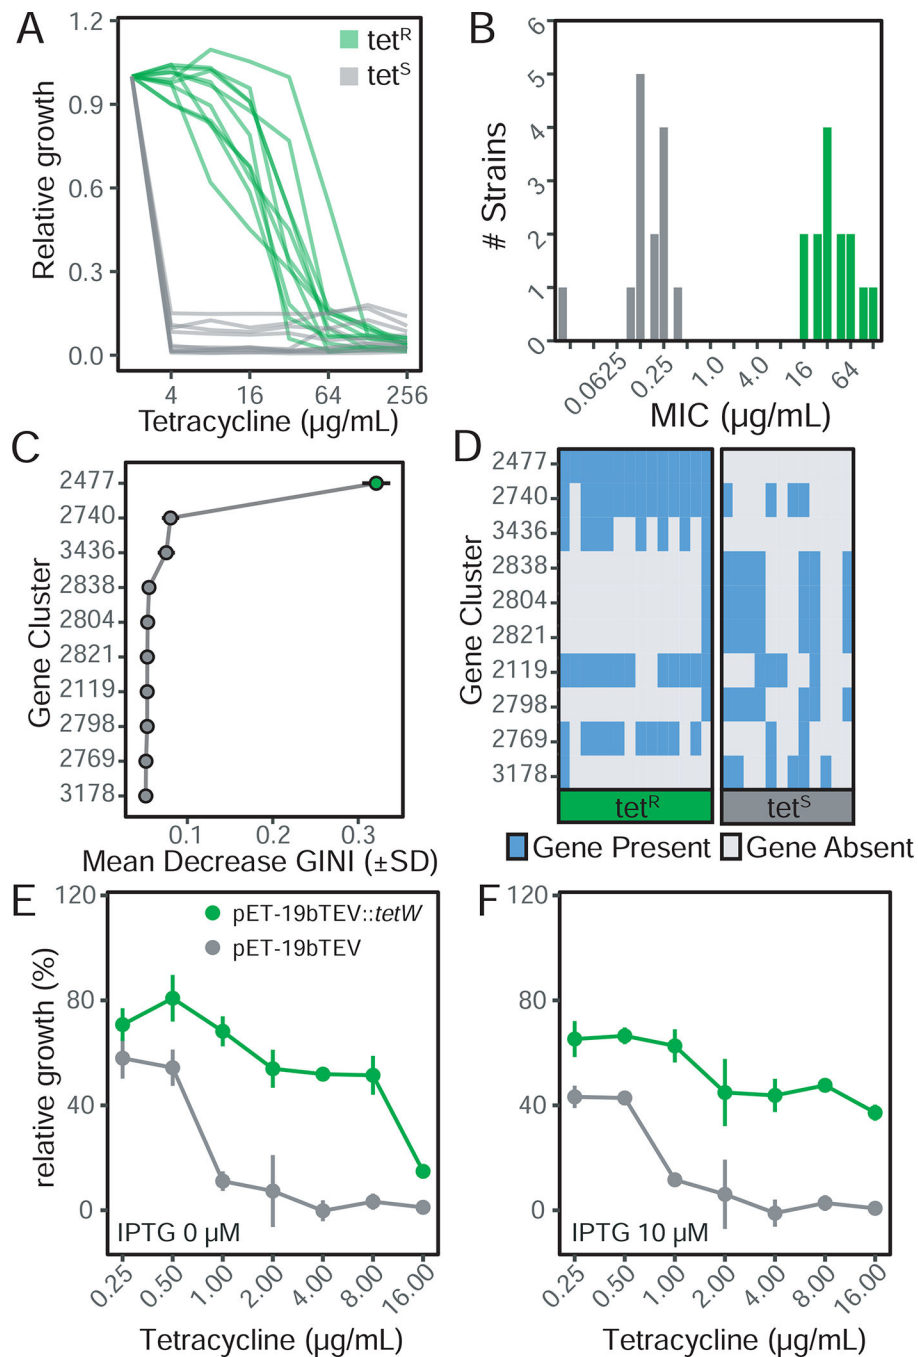 A
1.2
0.9
0.6
0.3
0.0
Relative growth
tetR
tetS
4
16
64
256
Tetracycline (µg/mL)
B
6
5
4
3
2
1
0
# Strains
0.0625
0.25
1.0
4.0
16
64
MIC (µg/mL)
C
2477
2740
3436
2838
2804
2821
2119
2798
2769
3178
Gene Cluster
0.1
0.2
0.3
Mean Decrease GINI (±SD)
D
2477
2740
3436
2838
2804
2821
2119
2798
2769
3178
Gene Cluster
tetR
tetS
Gene Present
Gene Absent
E
120
80
40
0
relative growth (%)
pET-19bTEV::tetW
pET-19bTEV
IPTG 0 µM
0.25
0.50
1.00
2.00
4.00
8.00
16.00
Tetracycline (µg/mL)
F
120
80
40
0
IPTG 10 µM
0.25
0.50
1.00
2.00
4.00
8.00
16.00
Tetracycline (µg/mL)